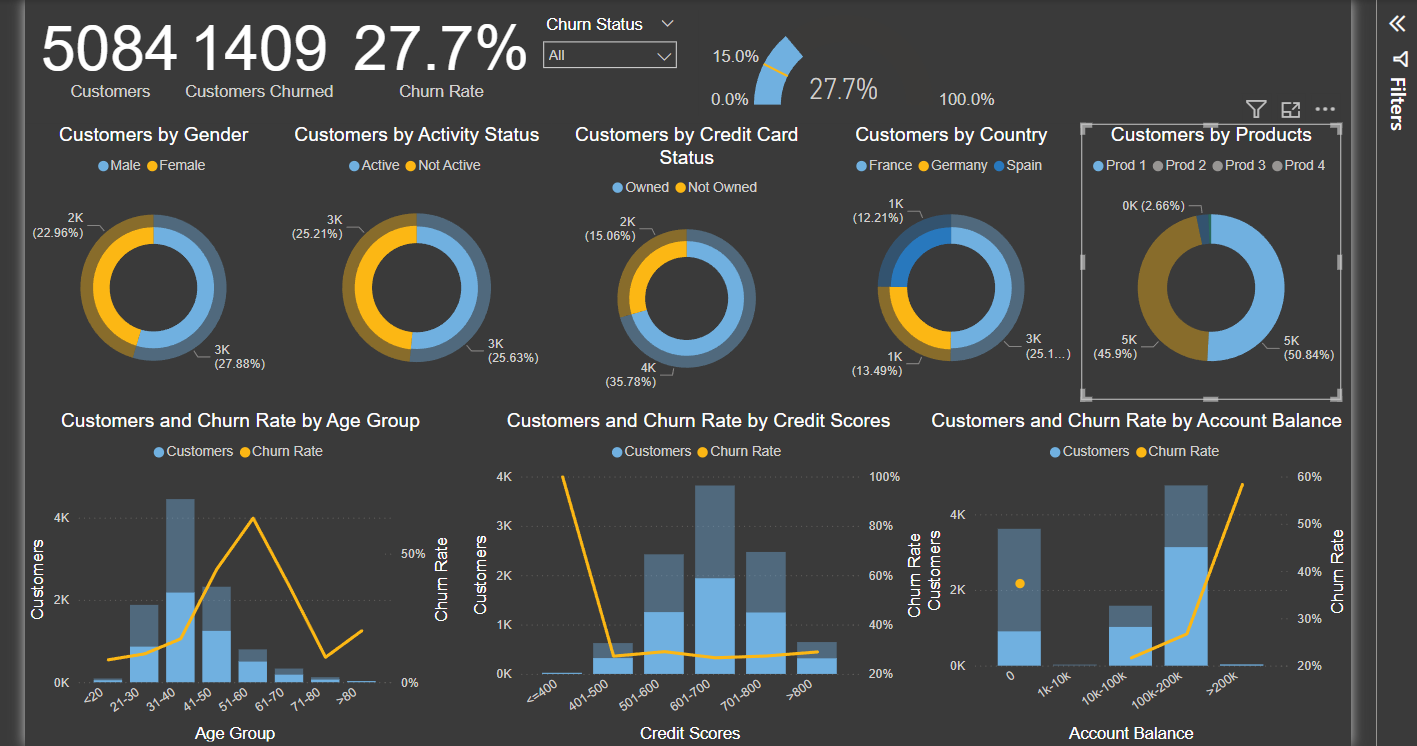 5084 1409 27.7%
Customers Customers Churned Churn Rate
Churn Status
All
15.0%
0.0%
27.7%
100.0%
Filters
Customers by Gender
Male Female
2K
(22.96%)
3K
(27.88%)
Customers by Activity Status
Active Not Active
3K
(25.21%)
3K
(25.63%)
Customers by Credit Card
Status
Owned Not Owned
2K
(15.06%)
4K
(35.78%)
Customers by Country
France Germany Spain
1K
(12.21%)
1K
(13.49%)
3K
(25.1...)
Customers by Products
Prod 1 Prod 2 Prod 3 Prod 4
0K (2.66%)
5K
(45.9%)
5K
(50.84%)
Customers and Churn Rate by Age Group
Customers Churn Rate
Customers
4K
2K
0K
50%
0%
Churn Rate
<20 21-30 31-40 41-50 51-60 61-70 71-80 >80
Age Group
Customers and Churn Rate by Credit Scores
Customers Churn Rate
Customers
4K
3K
2K
1K
0K
100%
80%
60%
40%
20%
Churn Rate
<=400 401-500 501-600 601-700 701-800 >800
Credit Scores
Customers and Churn Rate by Account Balance
Customers Churn Rate
Customers
4K
2K
0K
60%
50%
40%
30%
20%
Churn Rate
0 1k-10k 10k-100k 100k-200k >200k
Account Balance